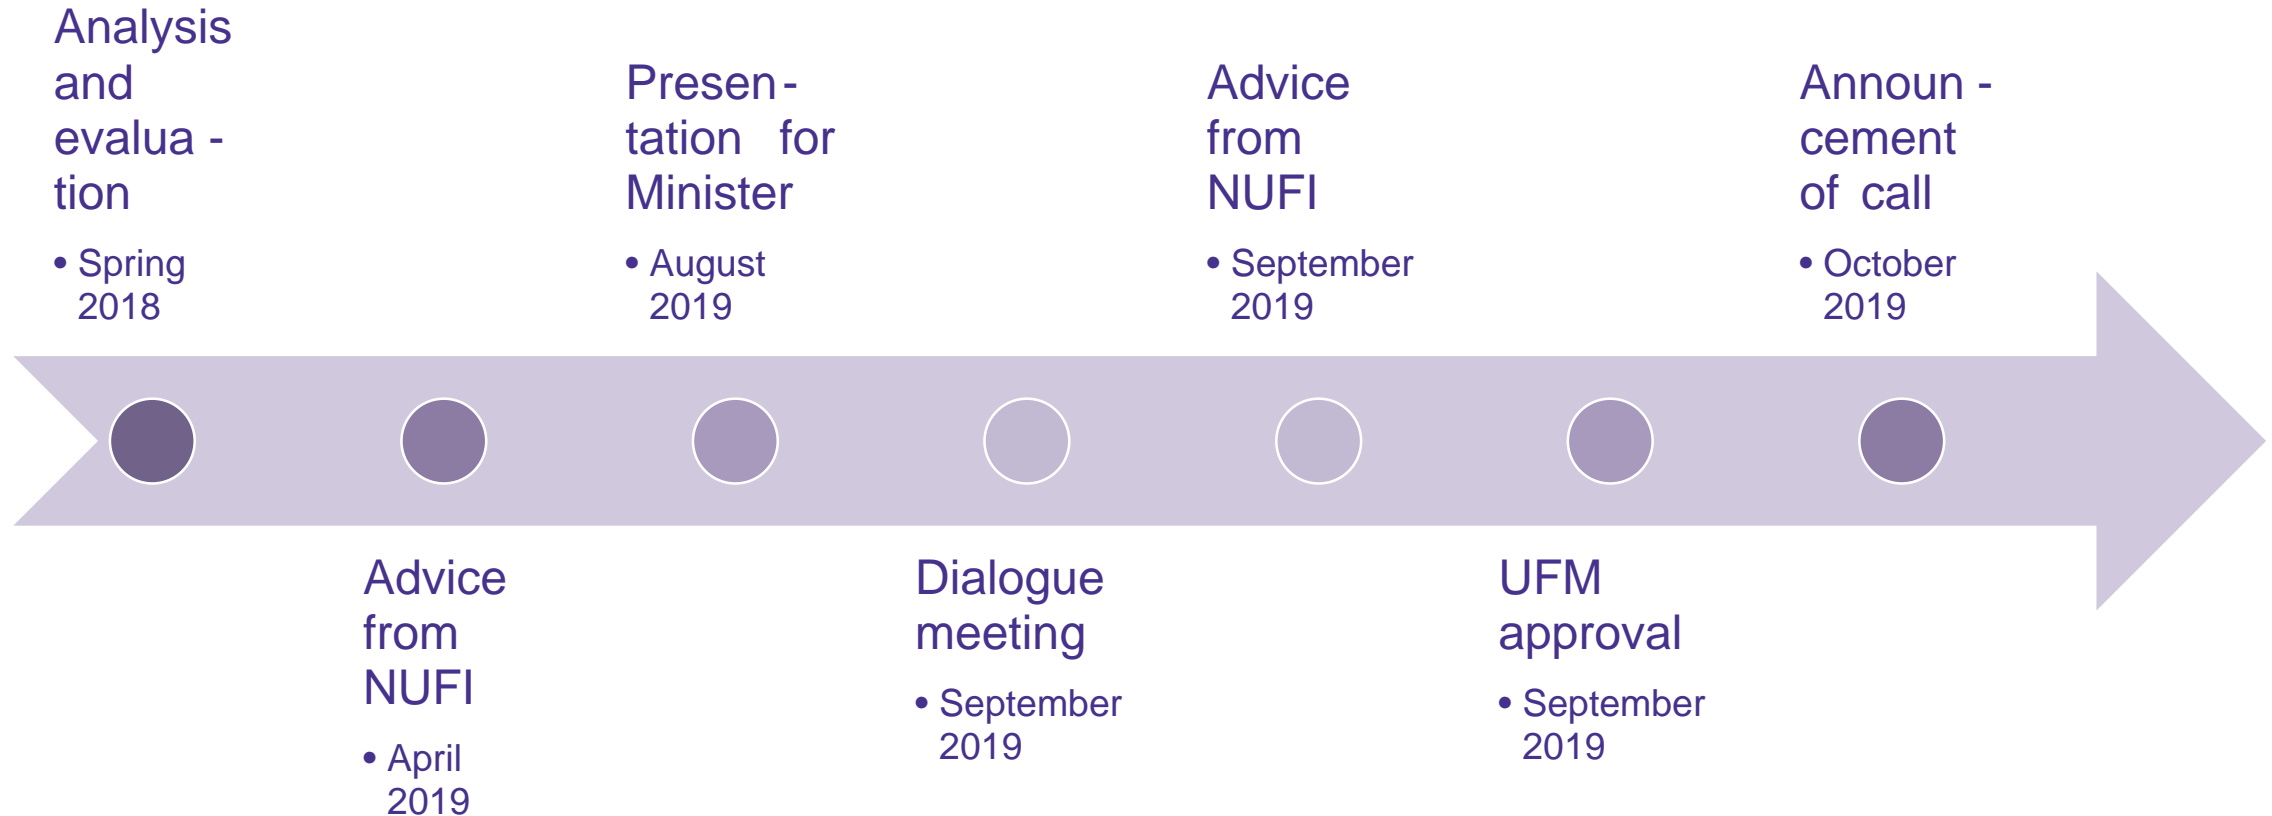 Analysis
and
evalua -
tion
• Spring
2018
Advice
from
NUFI
• April
2019
Presen -
tation for
Minister
• August
2019
Dialogue
meeting
• September
2019
Advice
from
NUFI
• September
2019
UFM
approval
• September
2019
Announ -
cement
of call
• October
2019